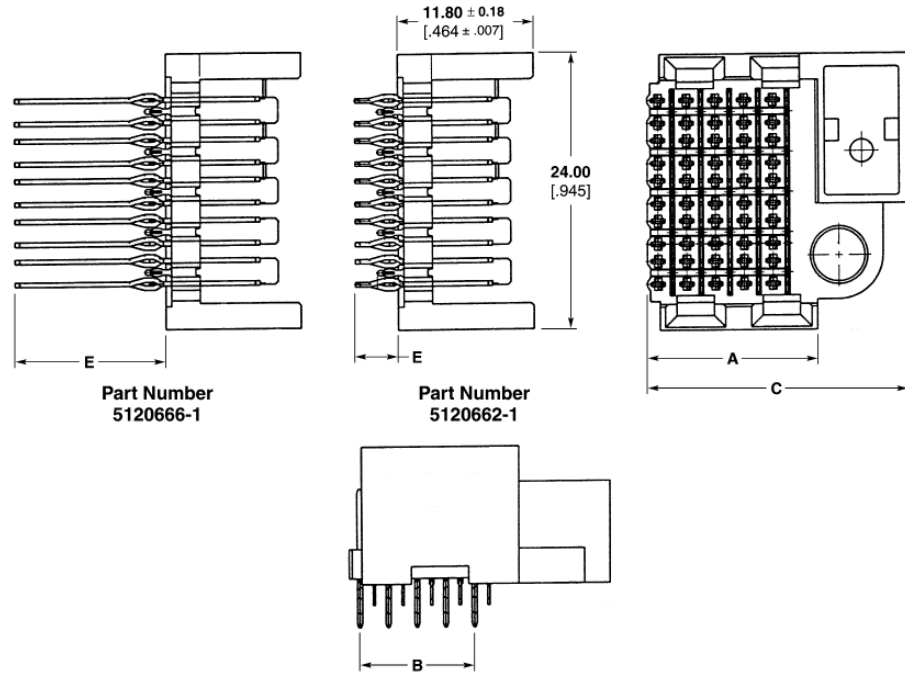 11.80 ± 0.18
[.464 ± .007]
24.00
[.945]
E
E
A
C
Part Number
5120666-1
Part Number
5120662-1
B